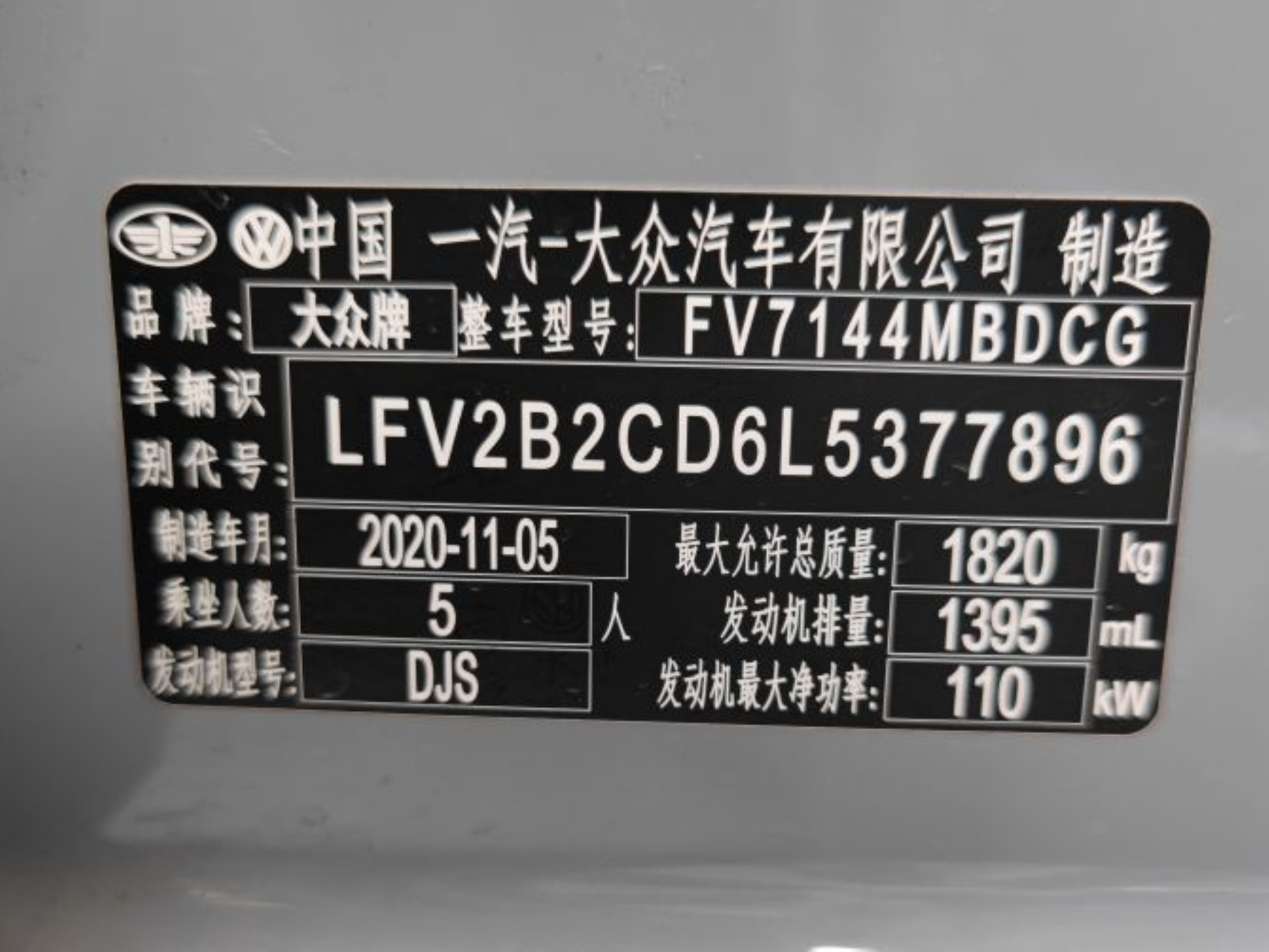 中国 一汽-大众汽车有限公司 制造
品牌: 大众牌 整车型号: FV7144MBDCG
车辆识别代号: LFV2B2CD6L5377896
制造年月: 2020-11-05 最大允许总质量: 1820 kg
乘坐人数: 5 人 发动机排量: 1395 mL
发动机型号: DJS 发动机最大净功率: 110 kW